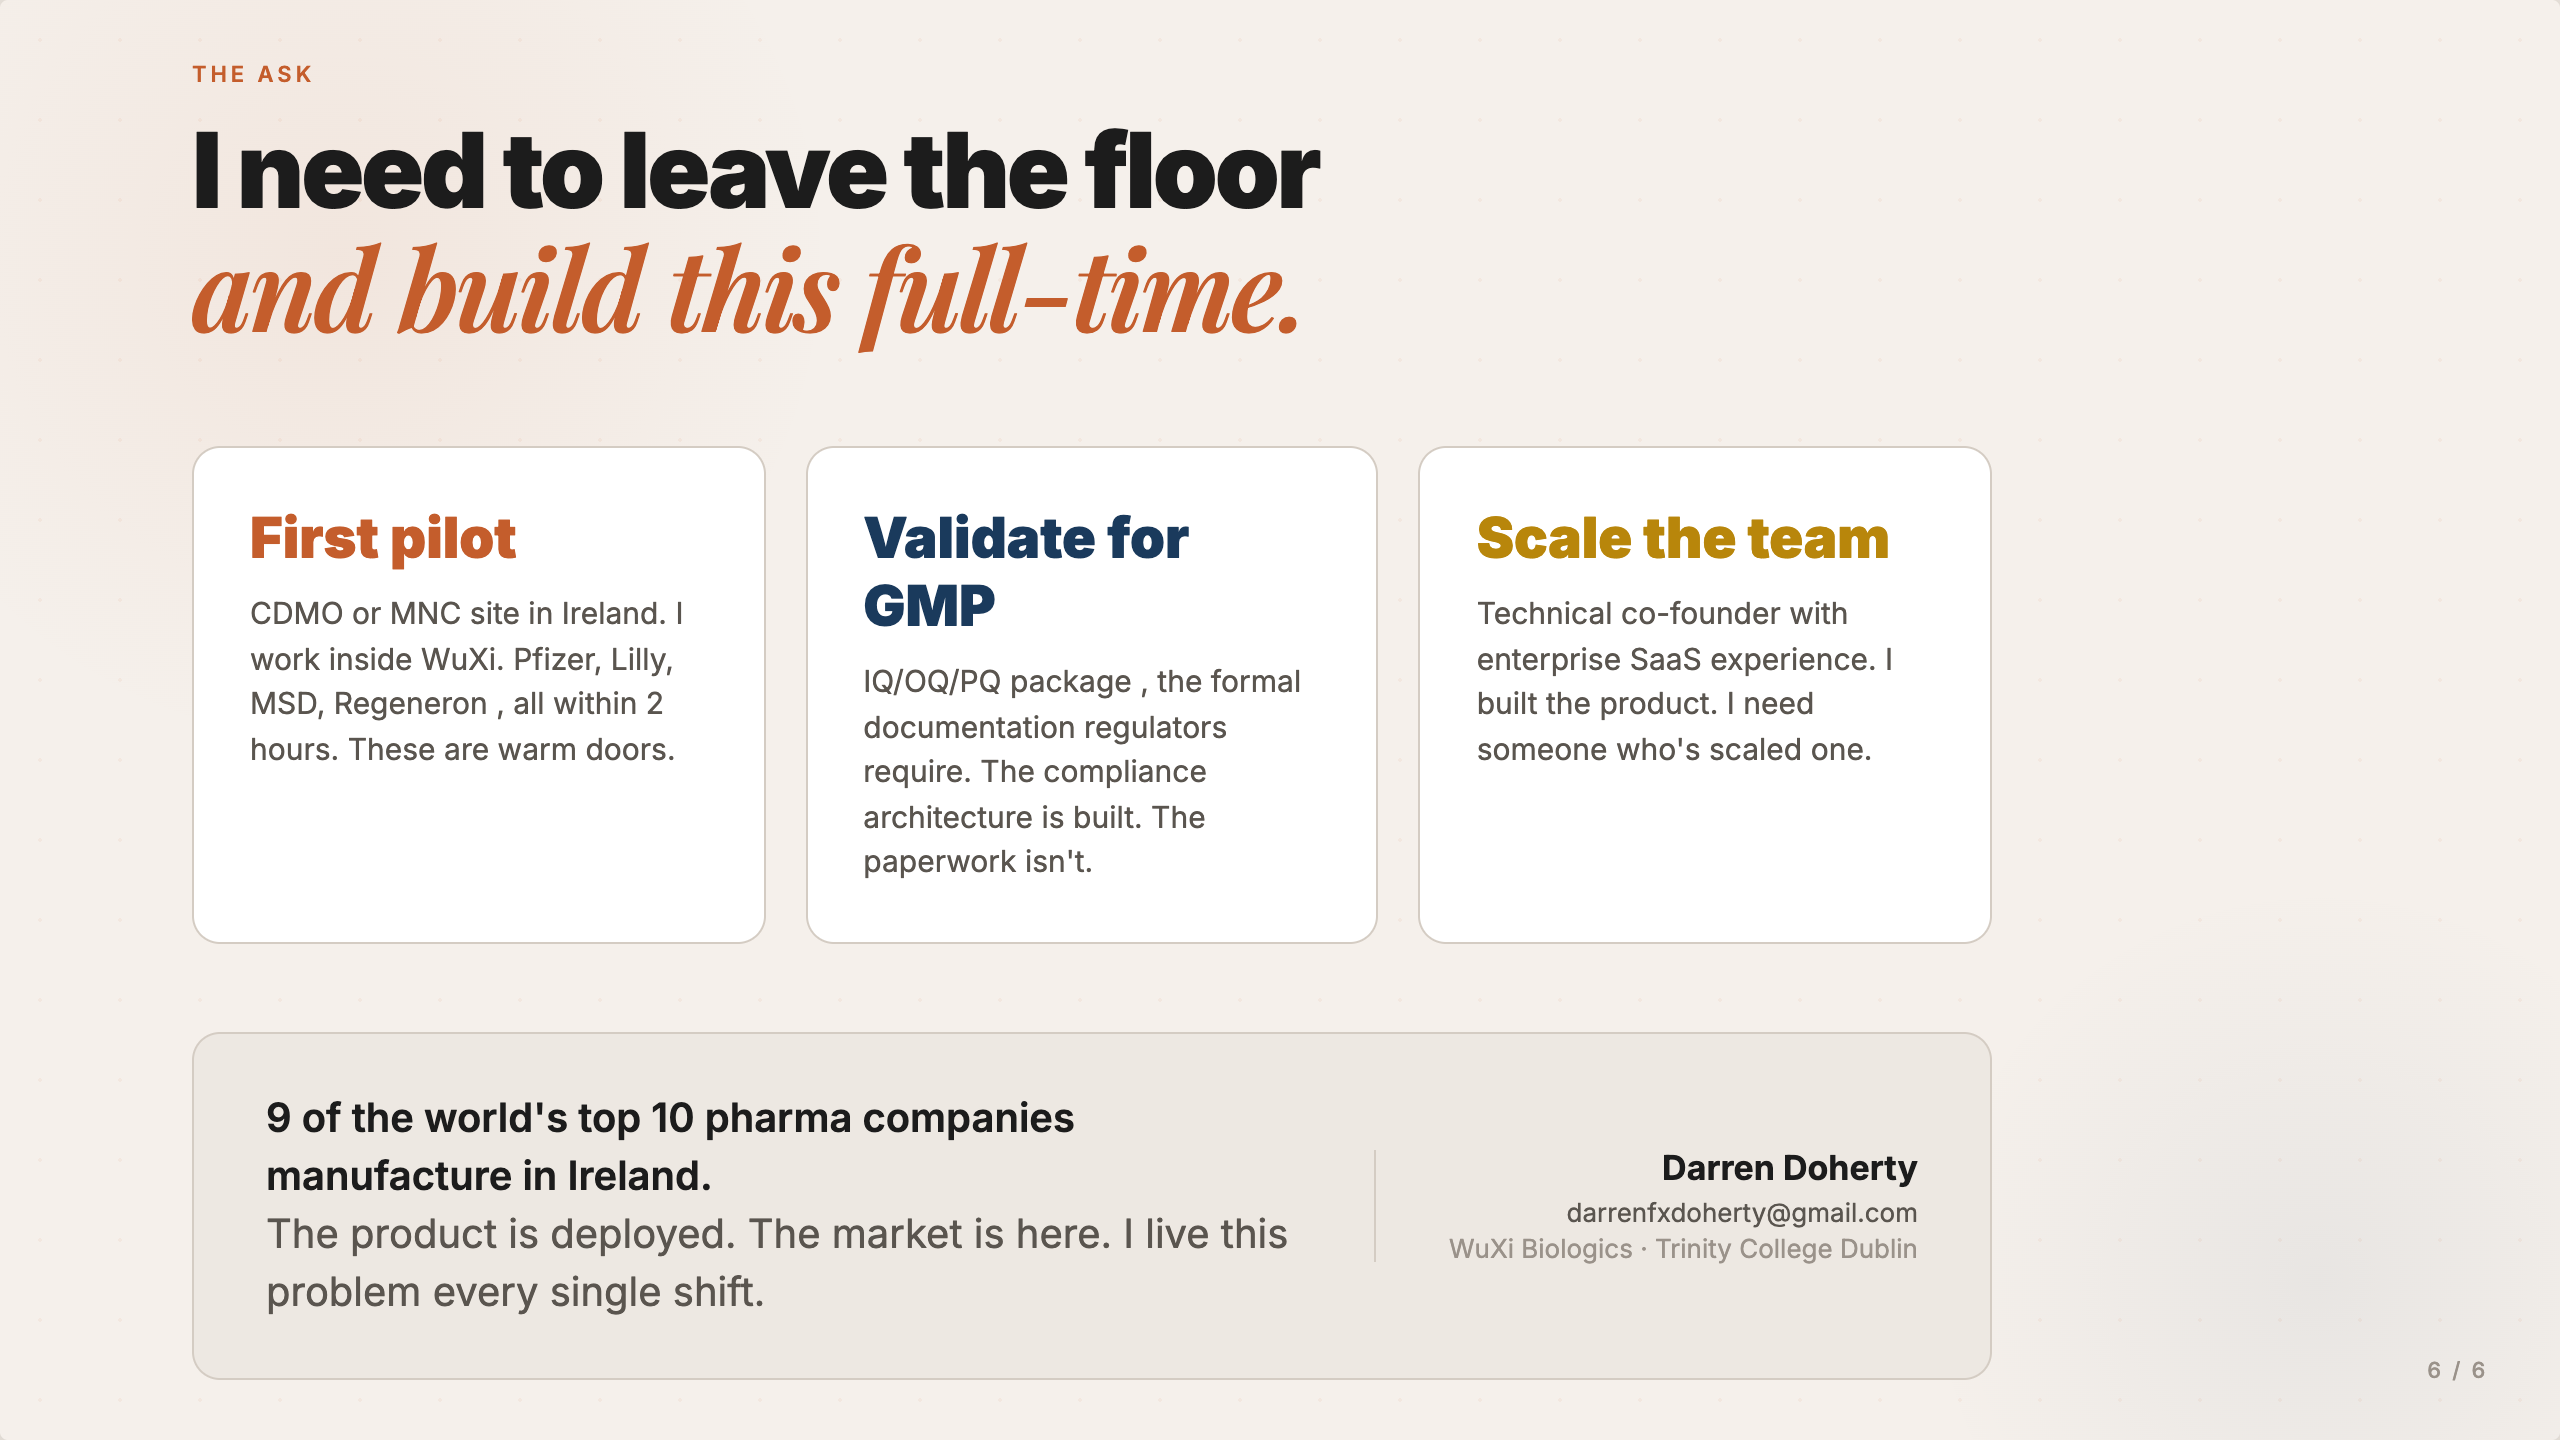 THE ASK
I need to leave the floor
and build this full-time.
First pilot
CDMO or MNC site in Ireland. I
work inside WuXi. Pfizer, Lilly,
MSD, Regeneron , all within 2
hours. These are warm doors.
Validate for
GMP
IQ/OQ/PQ package , the formal
documentation regulators
require. The compliance
architecture is built. The
paperwork isn't.
Scale the team
Technical co-founder with
enterprise SaaS experience. I
built the product. I need
someone who's scaled one.
9 of the world's top 10 pharma companies
manufacture in Ireland.
The product is deployed. The market is here. I live this
problem every single shift.
Darren Doherty
darrenfxdoherty@gmail.com
WuXi Biologics · Trinity College Dublin
6 / 6